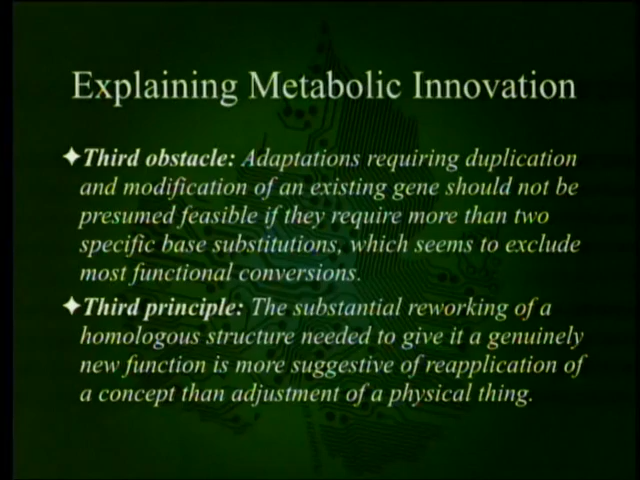 Explaining Metabolic Innovation
✦Third obstacle: Adaptations requiring duplication
and modification of an existing gene should not be
presumed feasible if they require more than two
specific base substitutions, which seems to exclude
most functional conversions.
✦Third principle: The substantial reworking of a
homologous structure needed to give it a genuinely
new function is more suggestive of reapplication of
a concept than adjustment of a physical thing.